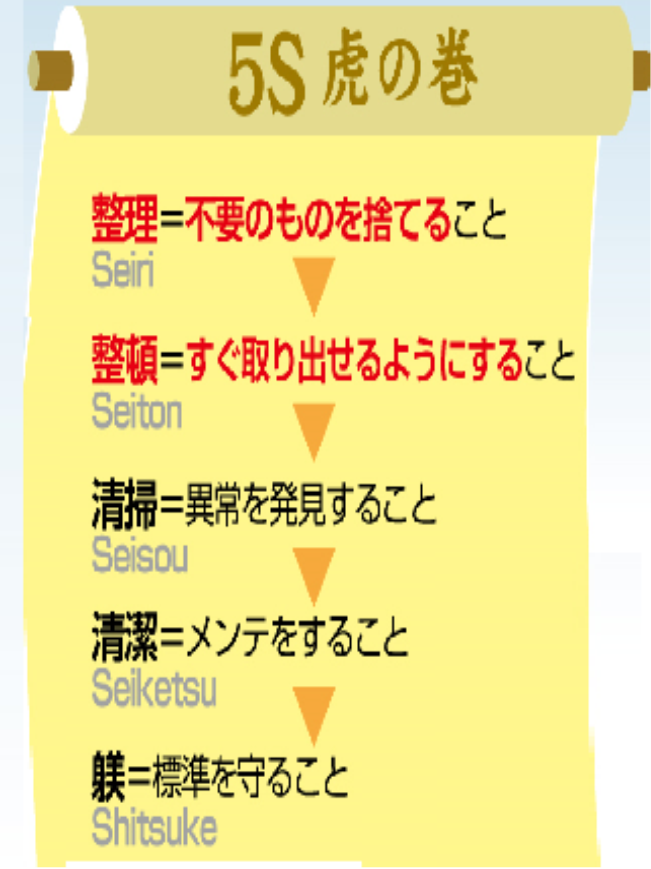 5S 虎の巻
整理=不要のものを捨てること
Seiri
整頓=すぐ取り出せるようにすること
Seiton
清掃=異常を発見すること
Seisou
清潔=メンテをすること
Seiketsu
躾=標準を守ること
Shitsuke